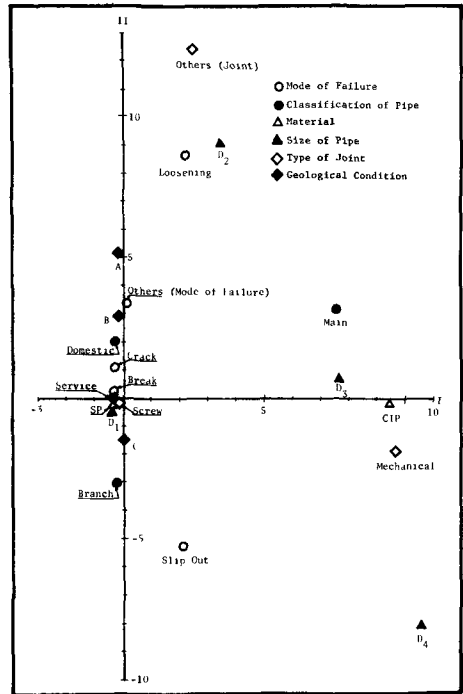 II
Others (Joint)
Mode of Failure
Classification of Pipe
Material
Size of Pipe
Type of Joint
Geological Condition
10
D2
Loosening
5
A
Others (Mode of Failure)
B
Main
Domestic
Crack
Service
Break
D3
-5
5
10
I
SP
D1
Screw
CIP
C
Mechanical
Branch
-5
Slip Out
D4
-10